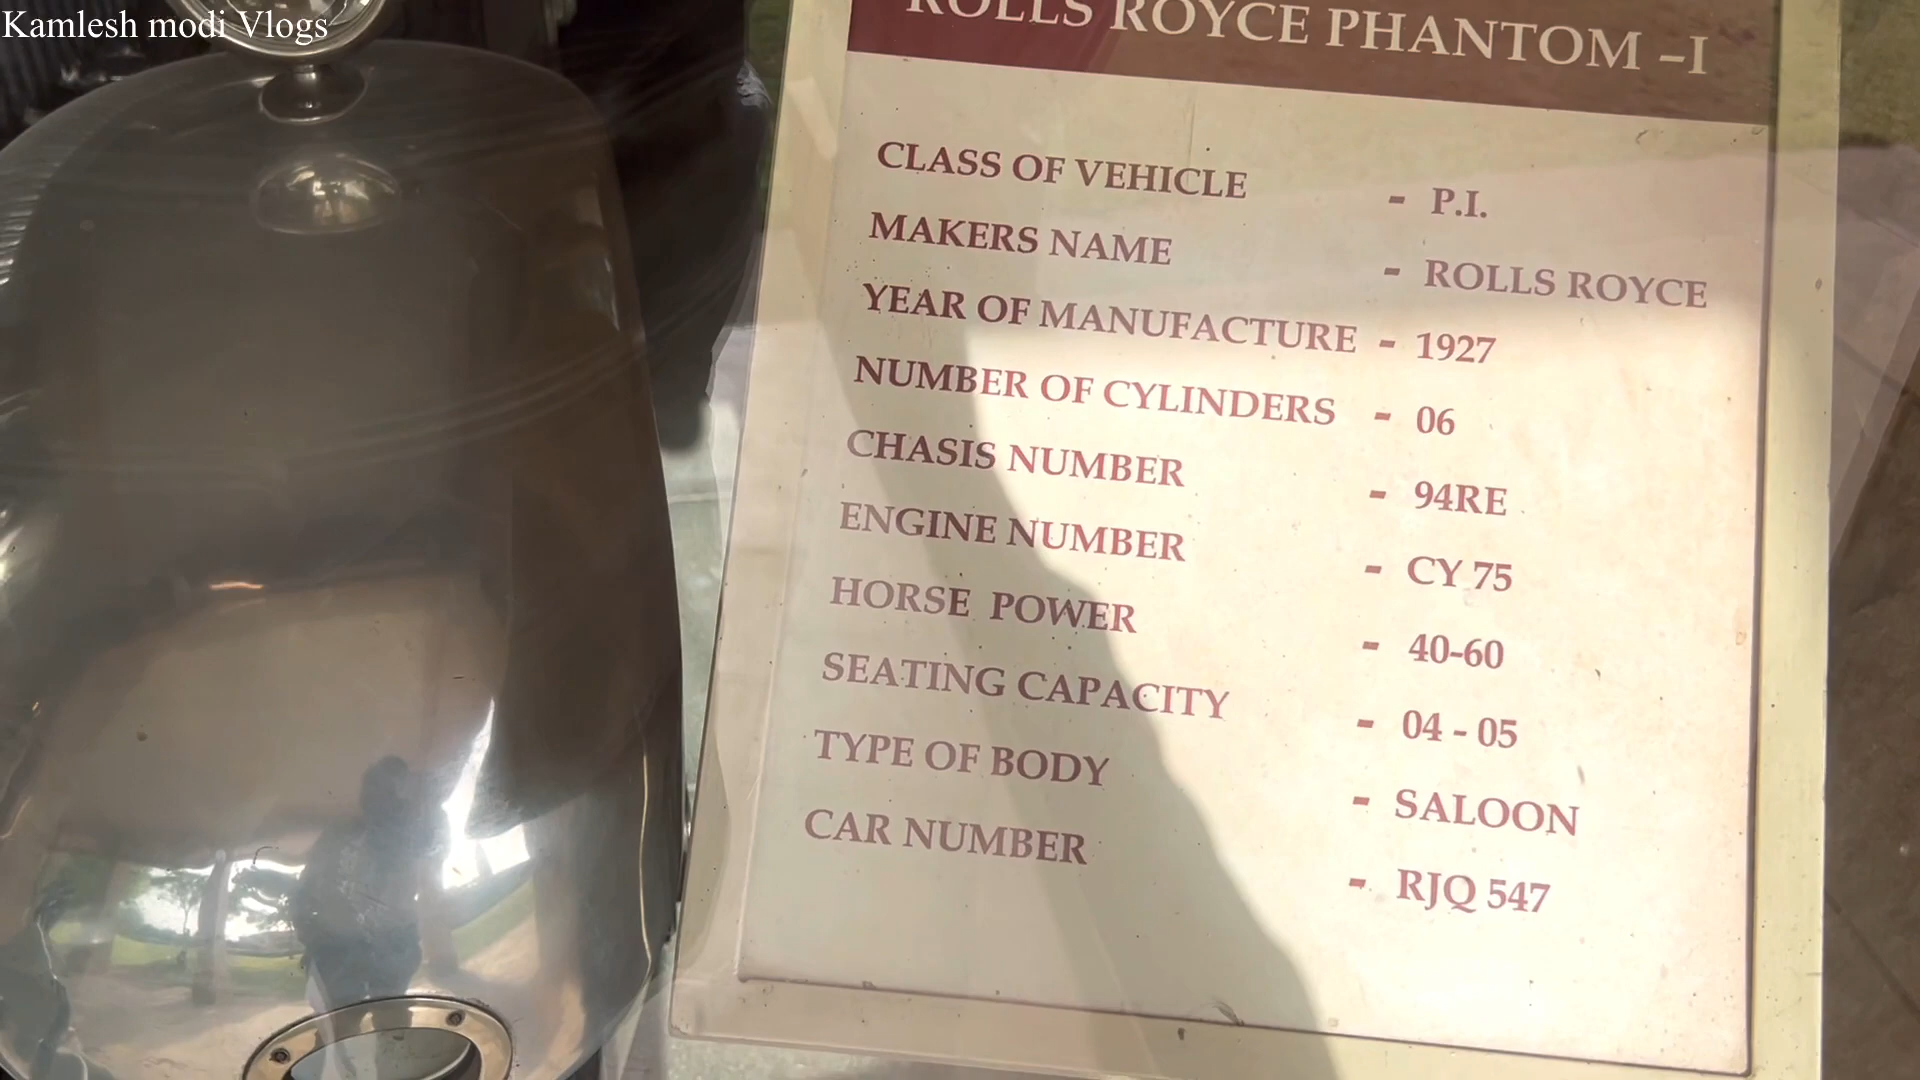 Kamlesh modi Vlogs
ROLLS ROYCE PHANTOM –I
CLASS OF VEHICLE - P.I.
MAKERS NAME - ROLLS ROYCE
YEAR OF MANUFACTURE - 1927
NUMBER OF CYLINDERS - 06
CHASIS NUMBER - 94RE
ENGINE NUMBER - CY 75
HORSE POWER - 40-60
SEATING CAPACITY - 04 - 05
TYPE OF BODY - SALOON
CAR NUMBER - RJQ 547